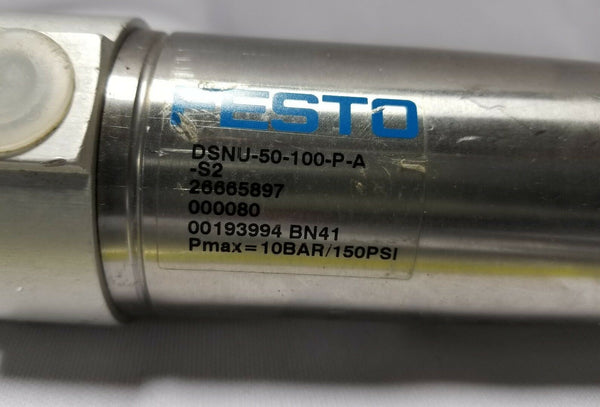 FESTO
DSNU-50-100-P-A
-S2
26665897
000080
00193994 BN41
Pmax=10BAR/150PSI